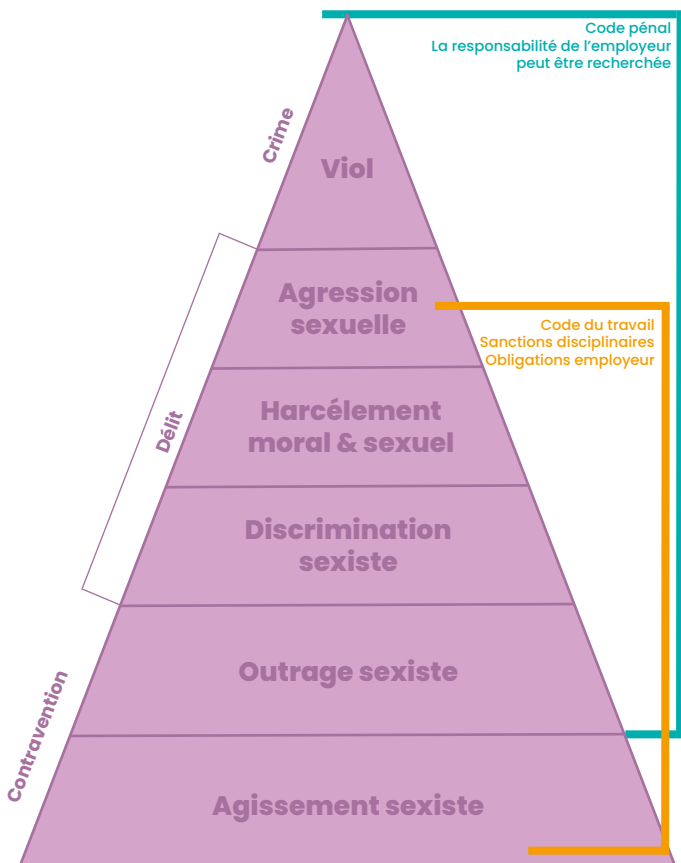 Code pénal
La responsabilité de l’employeur
peut être recherchée
Crime
Viol
Agression
sexuelle
Code du travail
Sanctions disciplinaires
Obligations employeur
Délit
Harcélement
moral & sexuel
Discrimination
sexiste
Outrage sexiste
Contravention
Agissement sexiste